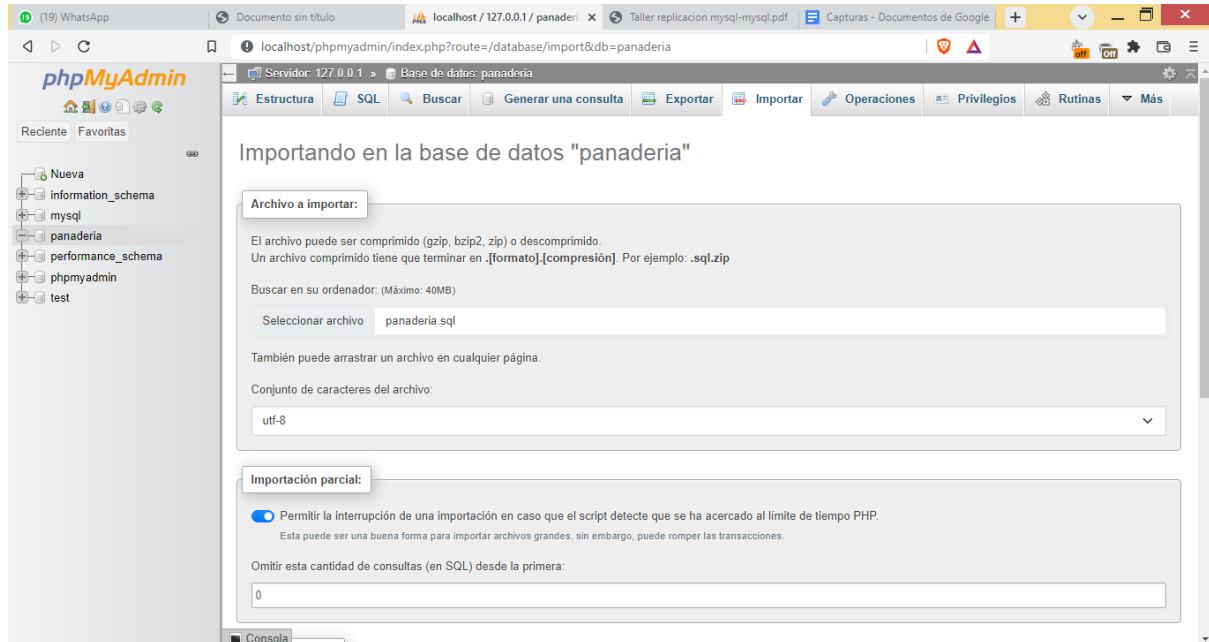 (19) WhatsApp
Documento sin título
localhost / 127.0.0.1 / panaderi
Taller replicacion mysql-mysql.pdf
Capturas - Documentos de Google
localhost/phpmyadmin/index.php?route=/database/import&db=panaderia
off
Off
phpMyAdmin
Reciente Favoritas
Nueva
information_schema
mysql
panaderia
performance_schema
phpmyadmin
test
Servidor: 127.0.0.1 » Base de datos: panaderia
Estructura SQL Buscar Generar una consulta Exportar Importar Operaciones Privilegios Rutinas Más
Importando en la base de datos "panaderia"
Archivo a importar:
El archivo puede ser comprimido (gzip, bzip2, zip) o descomprimido.
Un archivo comprimido tiene que terminar en .[formato].[compresión]. Por ejemplo: .sql.zip
Buscar en su ordenador: (Máximo: 40MB)
Seleccionar archivo panaderia.sql
También puede arrastrar un archivo en cualquier página.
Conjunto de caracteres del archivo:
utf-8
Importación parcial:
Permitir la interrupción de una importación en caso que el script detecte que se ha acercado al límite de tiempo PHP.
Esta puede ser una buena forma para importar archivos grandes, sin embargo, puede romper las transacciones.
Omitir esta cantidad de consultas (en SQL) desde la primera:
0
Consola